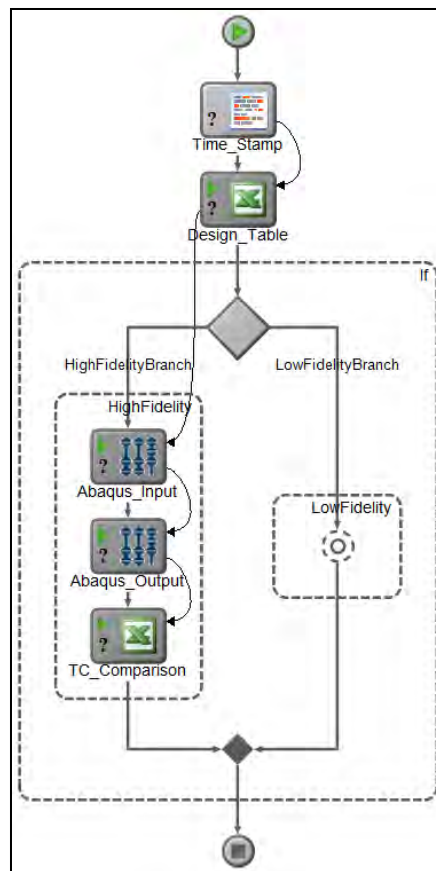 ?
Time_Stamp
?
Design_Table
If
HighFidelityBranch
LowFidelityBranch
HighFidelity
?
Abaqus_Input
LowFidelity
?
Abaqus_Output
?
TC_Comparison